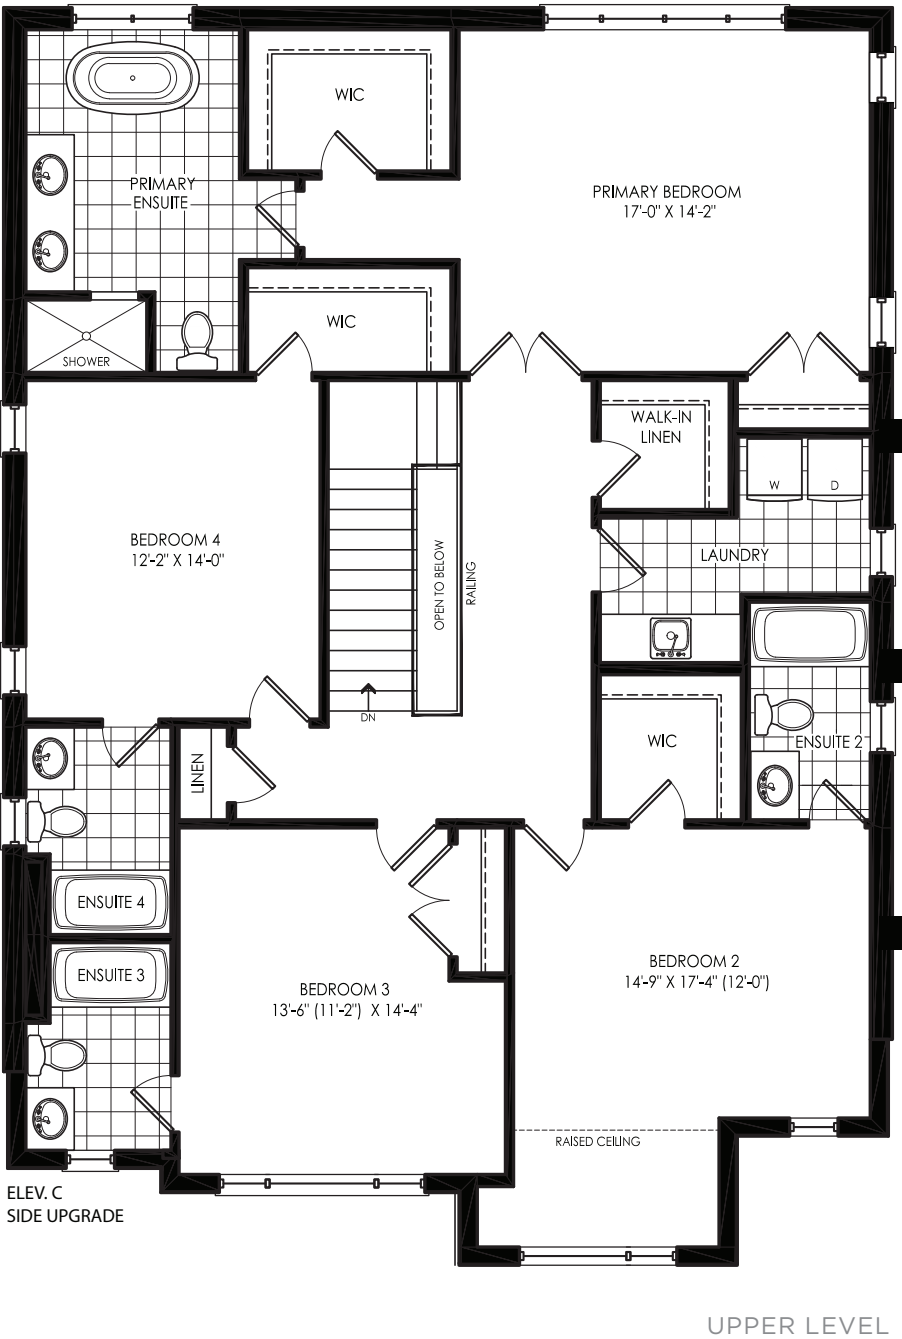 WIC
PRIMARY
ENSUITE
PRIMARY BEDROOM
17'-0" X 14'-2"
WIC
SHOWER
WALK-IN
LINEN
W
D
BEDROOM 4
12'-2" X 14'-0"
OPEN TO BELOW
RAILING
LAUNDRY
DN
WIC
ENSUITE 2
LINEN
ENSUITE 4
ENSUITE 3
BEDROOM 3
13'-6" (11'-2") X 14'-4"
BEDROOM 2
14'-9" X 17'-4" (12'-0")
RAISED CEILING
ELEV. C
SIDE UPGRADE
UPPER LEVEL